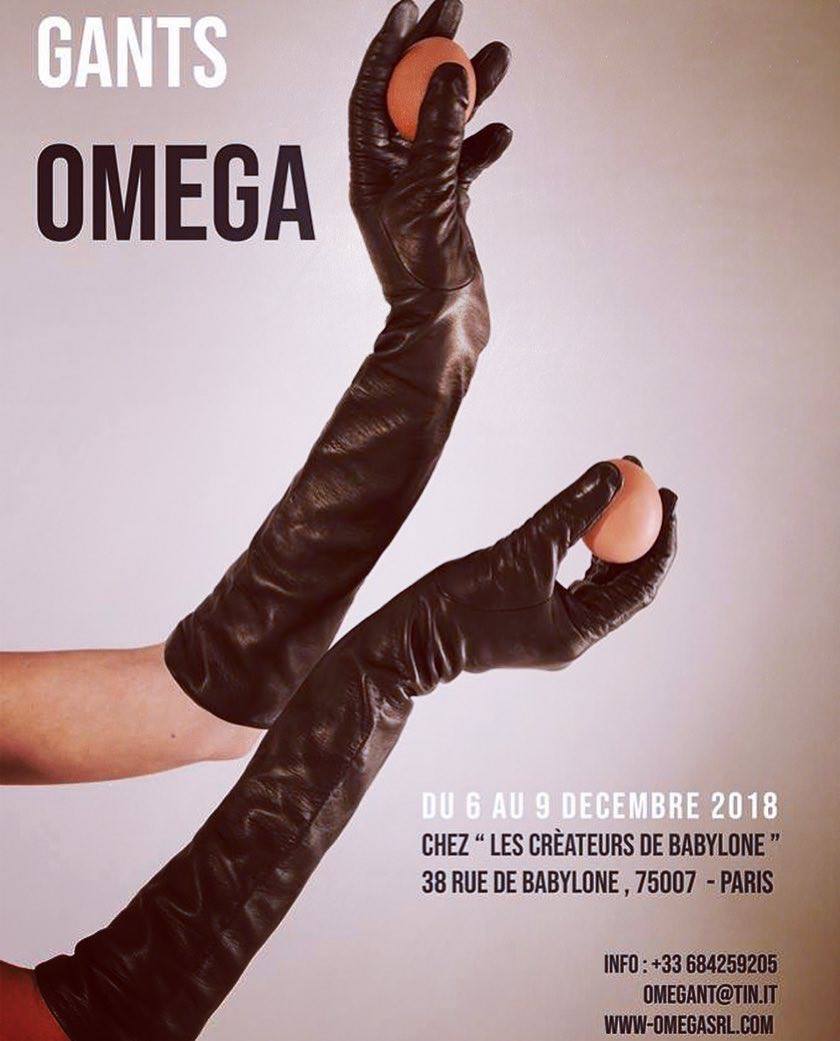 GANTS
OMEGA
DU 6 AU 9 DECEMBRE 2018
CHEZ “ LES CRÈATEURS DE BABYLONE ”
38 RUE DE BABYLONE , 75007 - PARIS
INFO : +33 684259205
OMEGANT@TIN.IT
WWW-OMEGASRL.COM